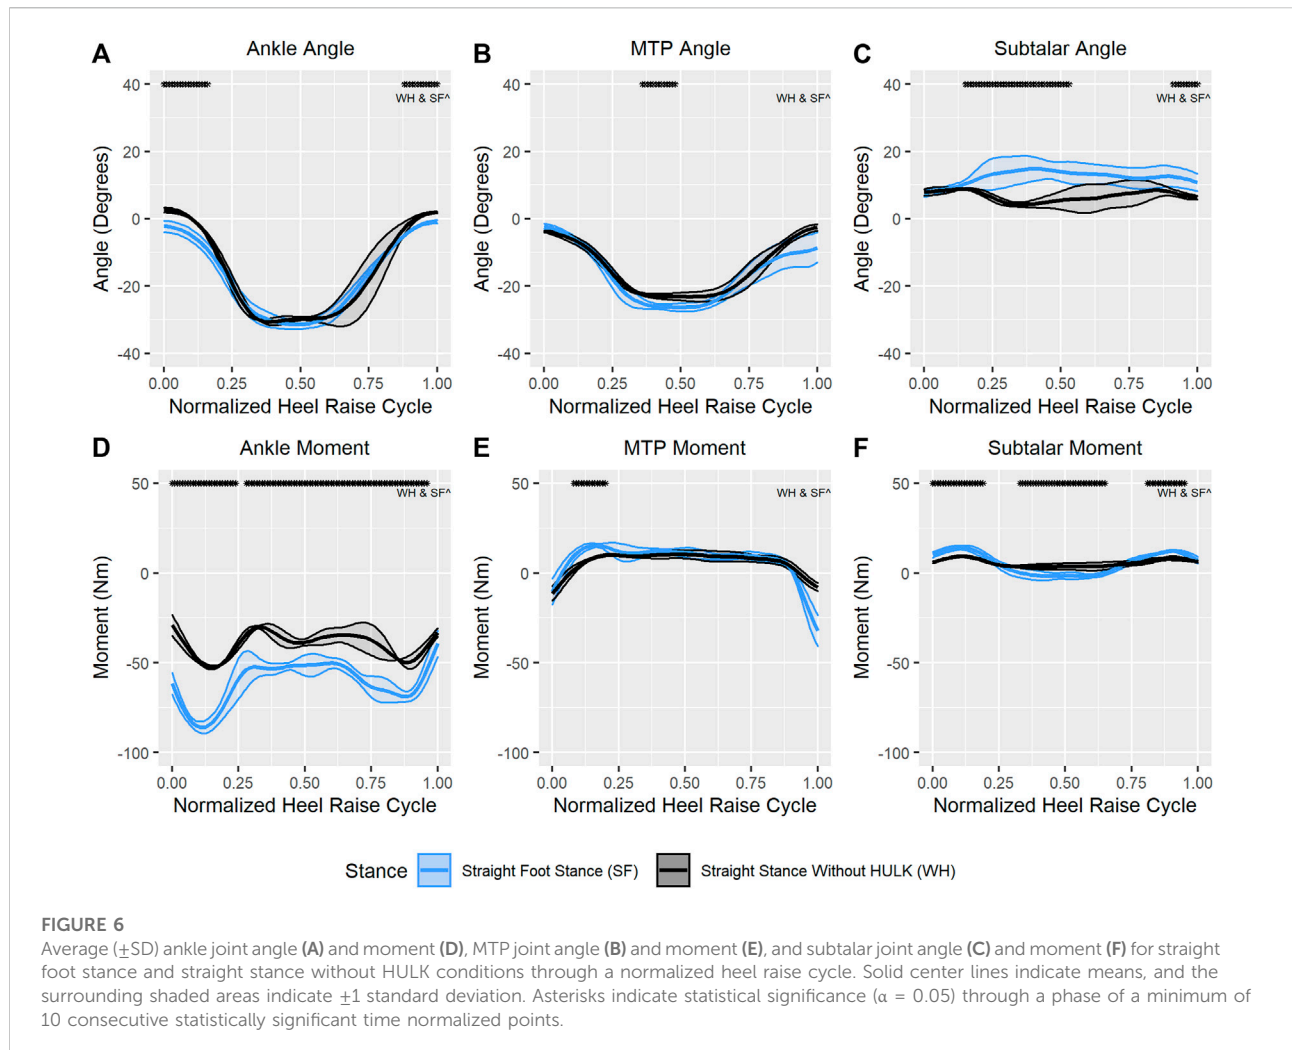 A Ankle Angle
B MTP Angle
C Subtalar Angle
Angle (Degrees)
40
20
0
-20
-40
WH & SF^
0.00 0.25 0.50 0.75 1.00
Normalized Heel Raise Cycle
Angle (Degrees)
40
20
0
-20
-40
WH & SF^
0.00 0.25 0.50 0.75 1.00
Normalized Heel Raise Cycle
Angle (Degrees)
40
20
0
-20
-40
WH & SF^
0.00 0.25 0.50 0.75 1.00
Normalized Heel Raise Cycle
D Ankle Moment
E MTP Moment
F Subtalar Moment
Moment (Nm)
50
0
-50
-100
WH & SF^
0.00 0.25 0.50 0.75 1.00
Normalized Heel Raise Cycle
Moment (Nm)
50
0
-50
-100
WH & SF^
0.00 0.25 0.50 0.75 1.00
Normalized Heel Raise Cycle
Moment (Nm)
50
0
-50
-100
WH & SF^
0.00 0.25 0.50 0.75 1.00
Normalized Heel Raise Cycle
Stance Straight Foot Stance (SF) Straight Stance Without HULK (WH)
FIGURE 6
Average (±SD) ankle joint angle (A) and moment (D), MTP joint angle (B) and moment (E), and subtalar joint angle (C) and moment (F) for straight
foot stance and straight stance without HULK conditions through a normalized heel raise cycle. Solid center lines indicate means, and the
surrounding shaded areas indicate ±1 standard deviation. Asterisks indicate statistical significance (α = 0.05) through a phase of a minimum of
10 consecutive statistically significant time normalized points.